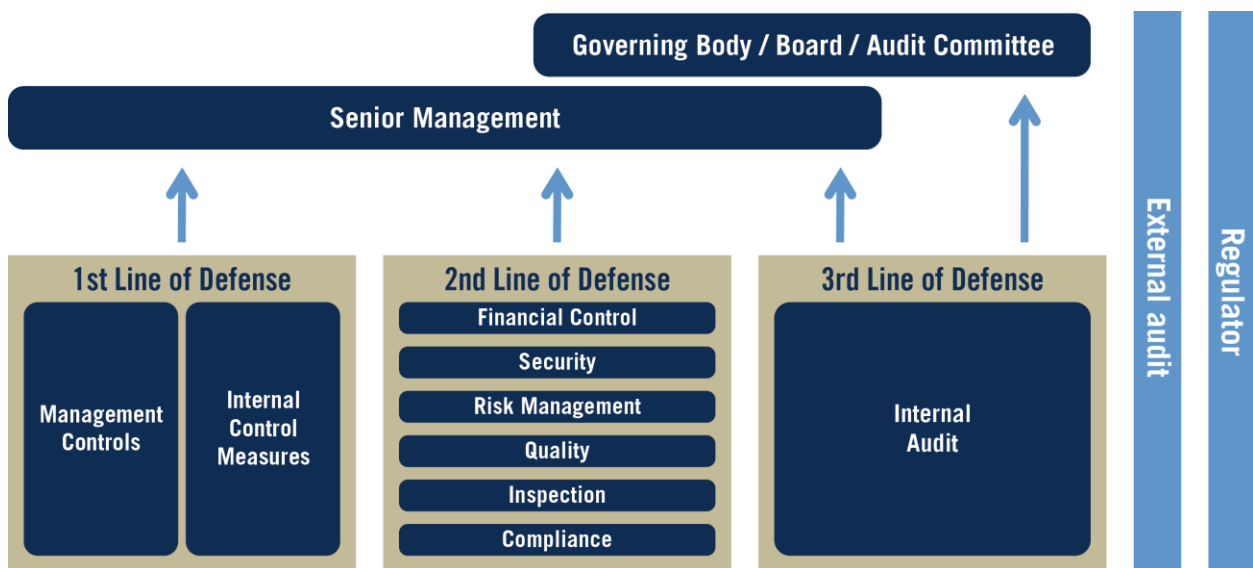 Governing Body / Board / Audit Committee
Senior Management
1st Line of Defense
Management
Controls
Internal
Control
Measures
2nd Line of Defense
Financial Control
Security
Risk Management
Quality
Inspection
Compliance
3rd Line of Defense
Internal
Audit
External audit
Regulator